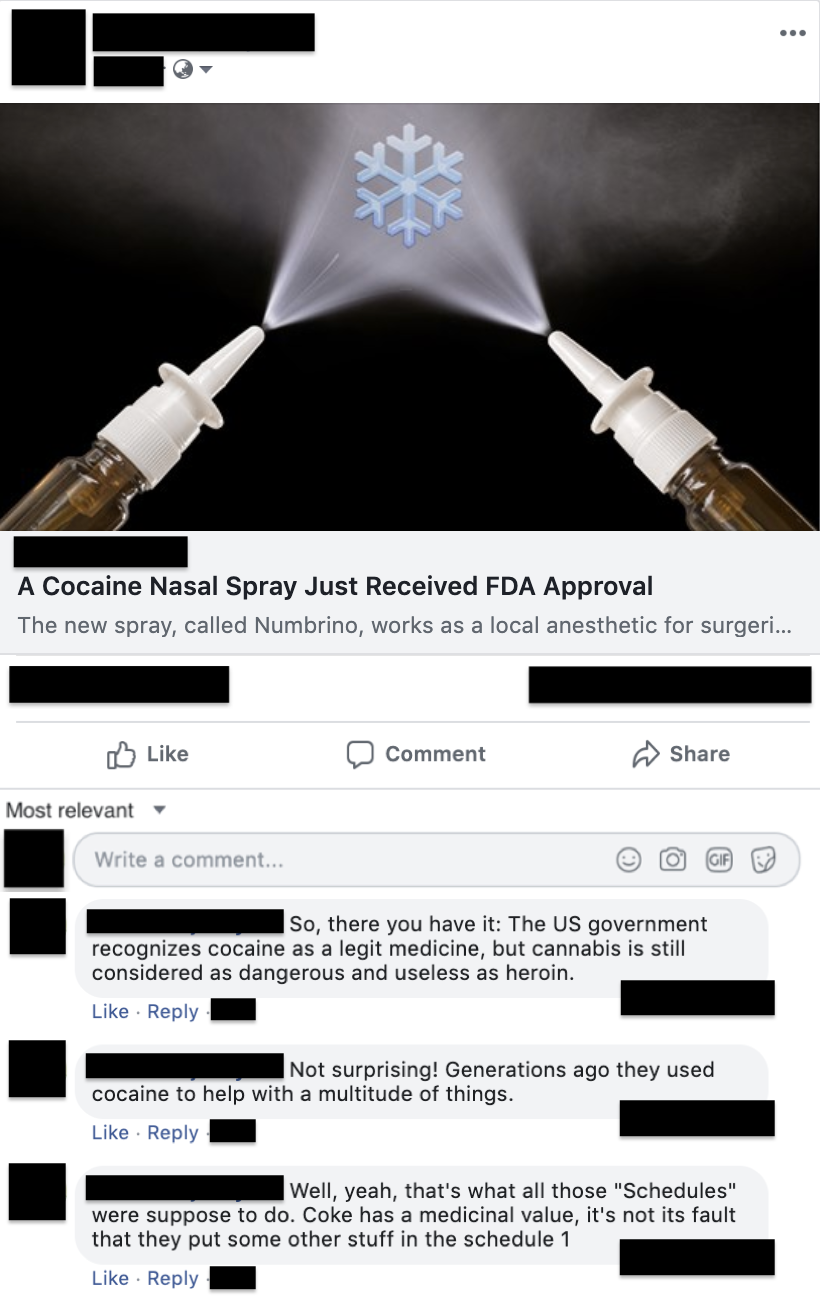 A Cocaine Nasal Spray Just Received FDA Approval
The new spray, called Numbrino, works as a local anesthetic for surgeri...
Like
Comment
Share
Most relevant
Write a comment...
GIF
So, there you have it: The US government
recognizes cocaine as a legit medicine, but cannabis is still
considered as dangerous and useless as heroin.
Like · Reply ·
Not surprising! Generations ago they used
cocaine to help with a multitude of things.
Like · Reply ·
Well, yeah, that's what all those "Schedules"
were suppose to do. Coke has a medicinal value, it's not its fault
that they put some other stuff in the schedule 1
Like · Reply ·